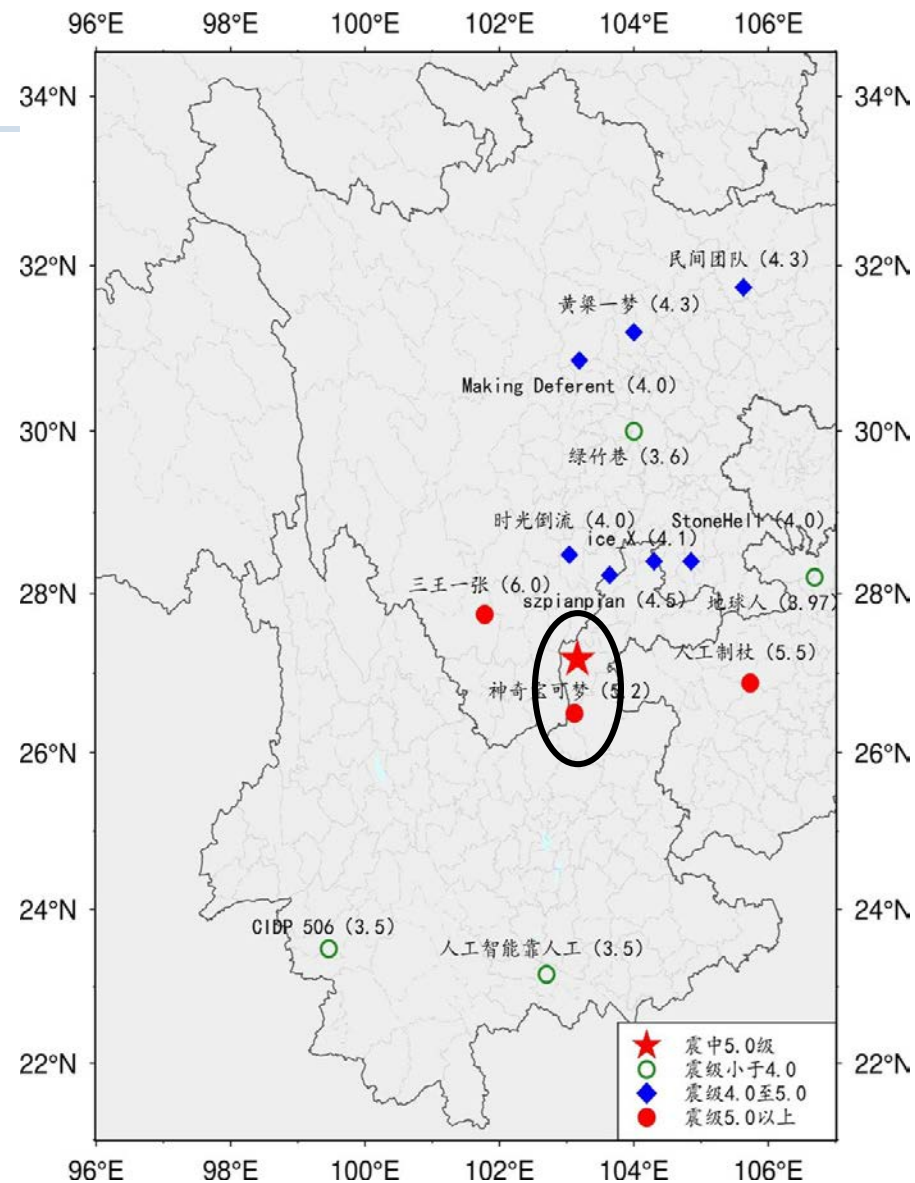 96°E 98°E 100°E 102°E 104°E 106°E
34°N 34°N
32°N 32°N
民间团队 (4.3)
黄粱一梦 (4.3)
Making Deferent (4.0)
30°N 30°N
绿竹巷 (3.6)
时光倒流 (4.0) StoneHell (4.0)
ice X (4.1)
28°N 28°N
三王一张 (6.0)
szpianpian (4.5) 地球人 (3.97)
人工制杖 (5.5)
神奇宝可梦 (5.2)
26°N 26°N
24°N 24°N
CIDP 506 (3.5)
人工智能靠人工 (3.5)
22°N 22°N
震中5.0级
震级小于4.0
震级4.0至5.0
震级5.0以上
96°E 98°E 100°E 102°E 104°E 106°E